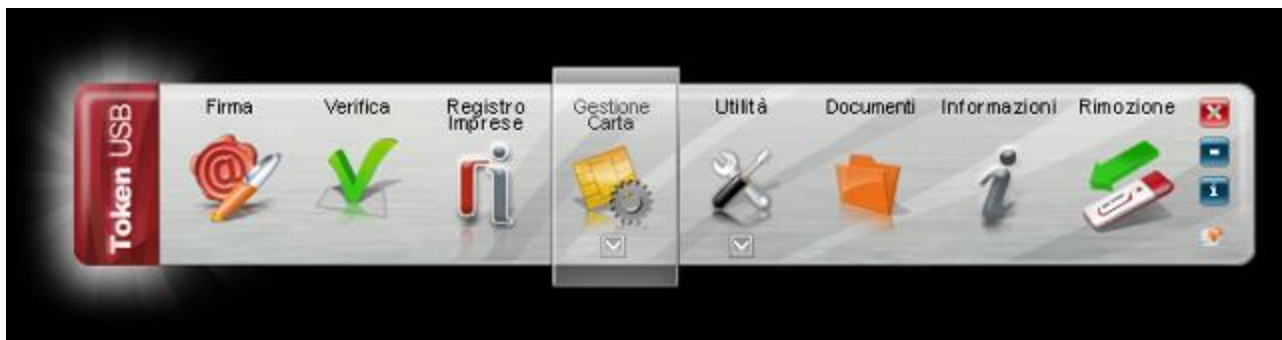 Token USB
Firma
Verifica
Registro
Imprese
Gestione
Carta
Utilità
Documenti
Informazioni
Rimozione